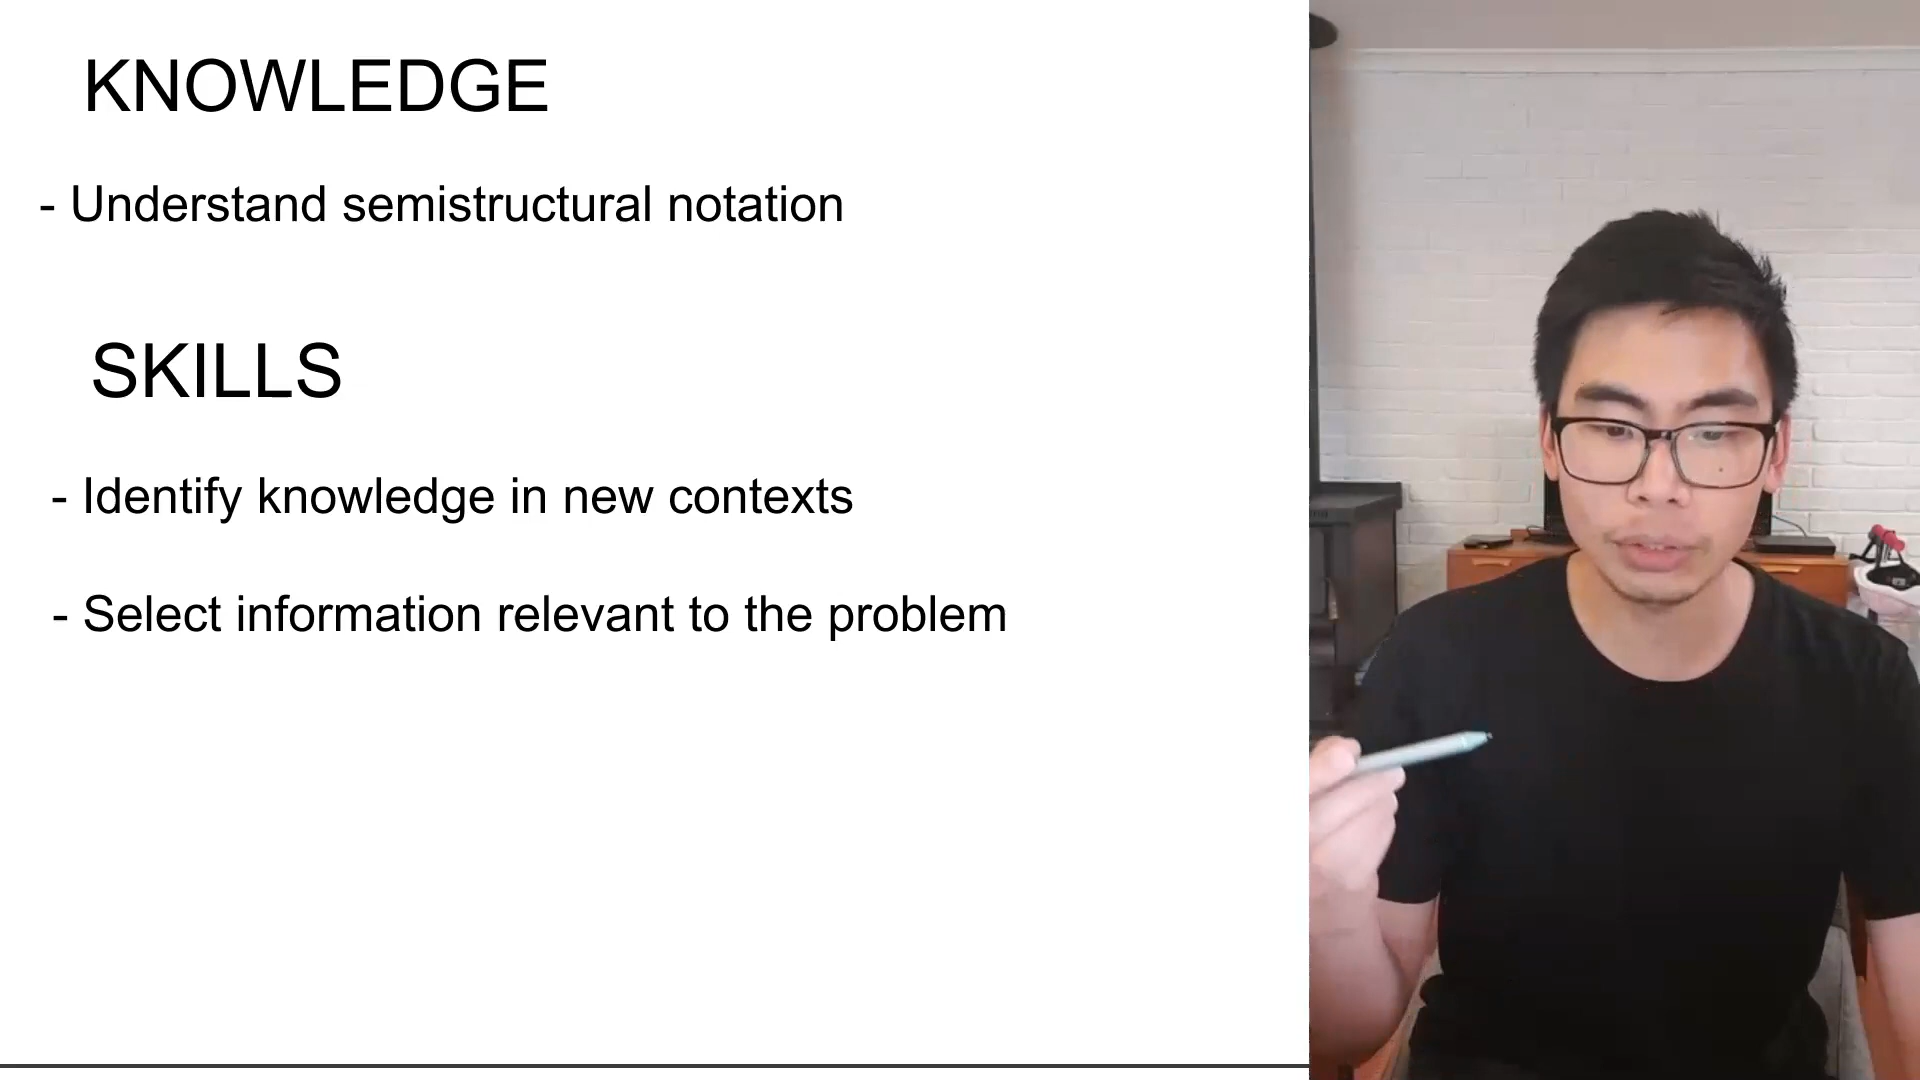 KNOWLEDGE
- Understand semistructural notation
SKILLS
- Identify knowledge in new contexts
- Select information relevant to the problem